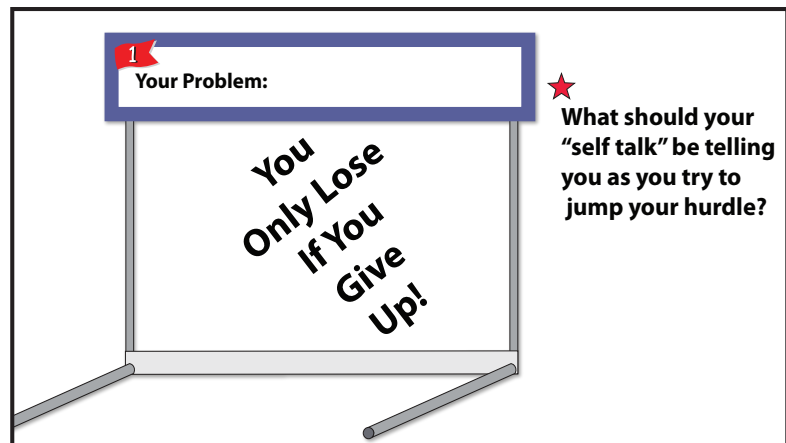 1
Your Problem:
You
Only Lose
If You
Give
Up!
What should your
“self talk” be telling
you as you try to
jump your hurdle?